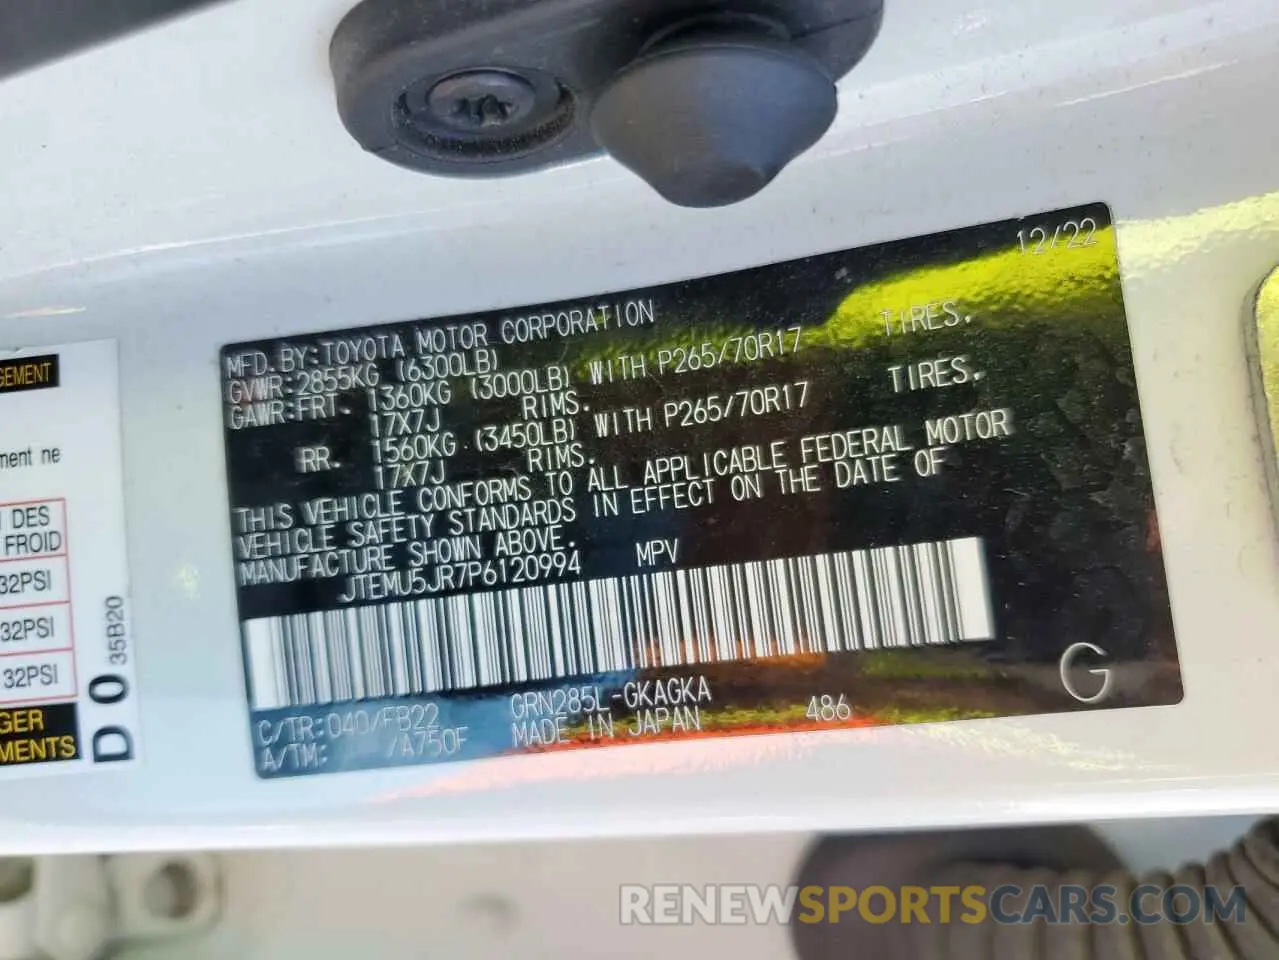 12/22
MFD.BY:TOYOTA MOTOR CORPORATION
GVWR:2855KG (6300LB)
GAWR:FRT. 1360KG (3000LB) WITH P265/70R17 TIRES.
17X7J RIMS.
RR. 1560KG (3450LB) WITH P265/70R17 TIRES.
17X7J RIMS.
THIS VEHICLE CONFORMS TO ALL APPLICABLE FEDERAL MOTOR
VEHICLE SAFETY STANDARDS IN EFFECT ON THE DATE OF
MANUFACTURE SHOWN ABOVE.
JTEMU5JR7P6120994 MPV
C/TR:040/FB22 GRN285L-GKAGKA
A/TM: /A750F MADE IN JAPAN 486
G
GEMENT
ment ne
DES
FROID
32PSI
32PSI
32PSI
GER
MENTS
D 0 35B20
RENEWSPORTSCARS.COM